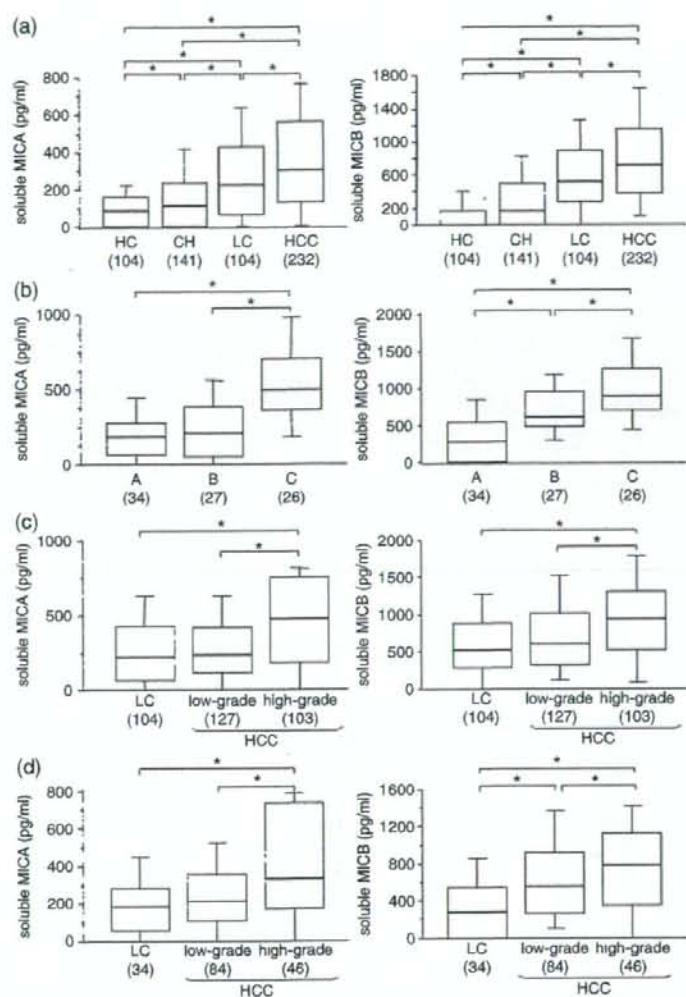 (a)
* * * * * *
soluble MICA (pg/ml)
800
600
400
200
0
HC CH LC HCC
(104) (141) (104) (232)
* * * * * *
soluble MICB (pg/ml)
1800
1400
1000
600
200
0
HC CH LC HCC
(104) (141) (104) (232)
(b)
* *
soluble MICA (pg/ml)
1000
500
0
A B C
(34) (27) (26)
* * *
soluble MICB (pg/ml)
2000
1500
1000
500
0
A B C
(34) (27) (26)
(c)
* *
soluble MICA (pg/ml)
1000
500
0
LC low-grade high-grade
(104) (127) (103)
HCC
* *
soluble MICB (pg/ml)
2000
1500
1000
500
0
LC low-grade high-grade
(104) (127) (103)
HCC
(d)
* *
soluble MICA (pg/ml)
800
600
400
200
0
LC low-grade high-grade
(34) (84) (46)
HCC
* * *
soluble MICB (pg/ml)
1600
1200
800
400
0
LC low-grade high-grade
(34) (84) (46)
HCC